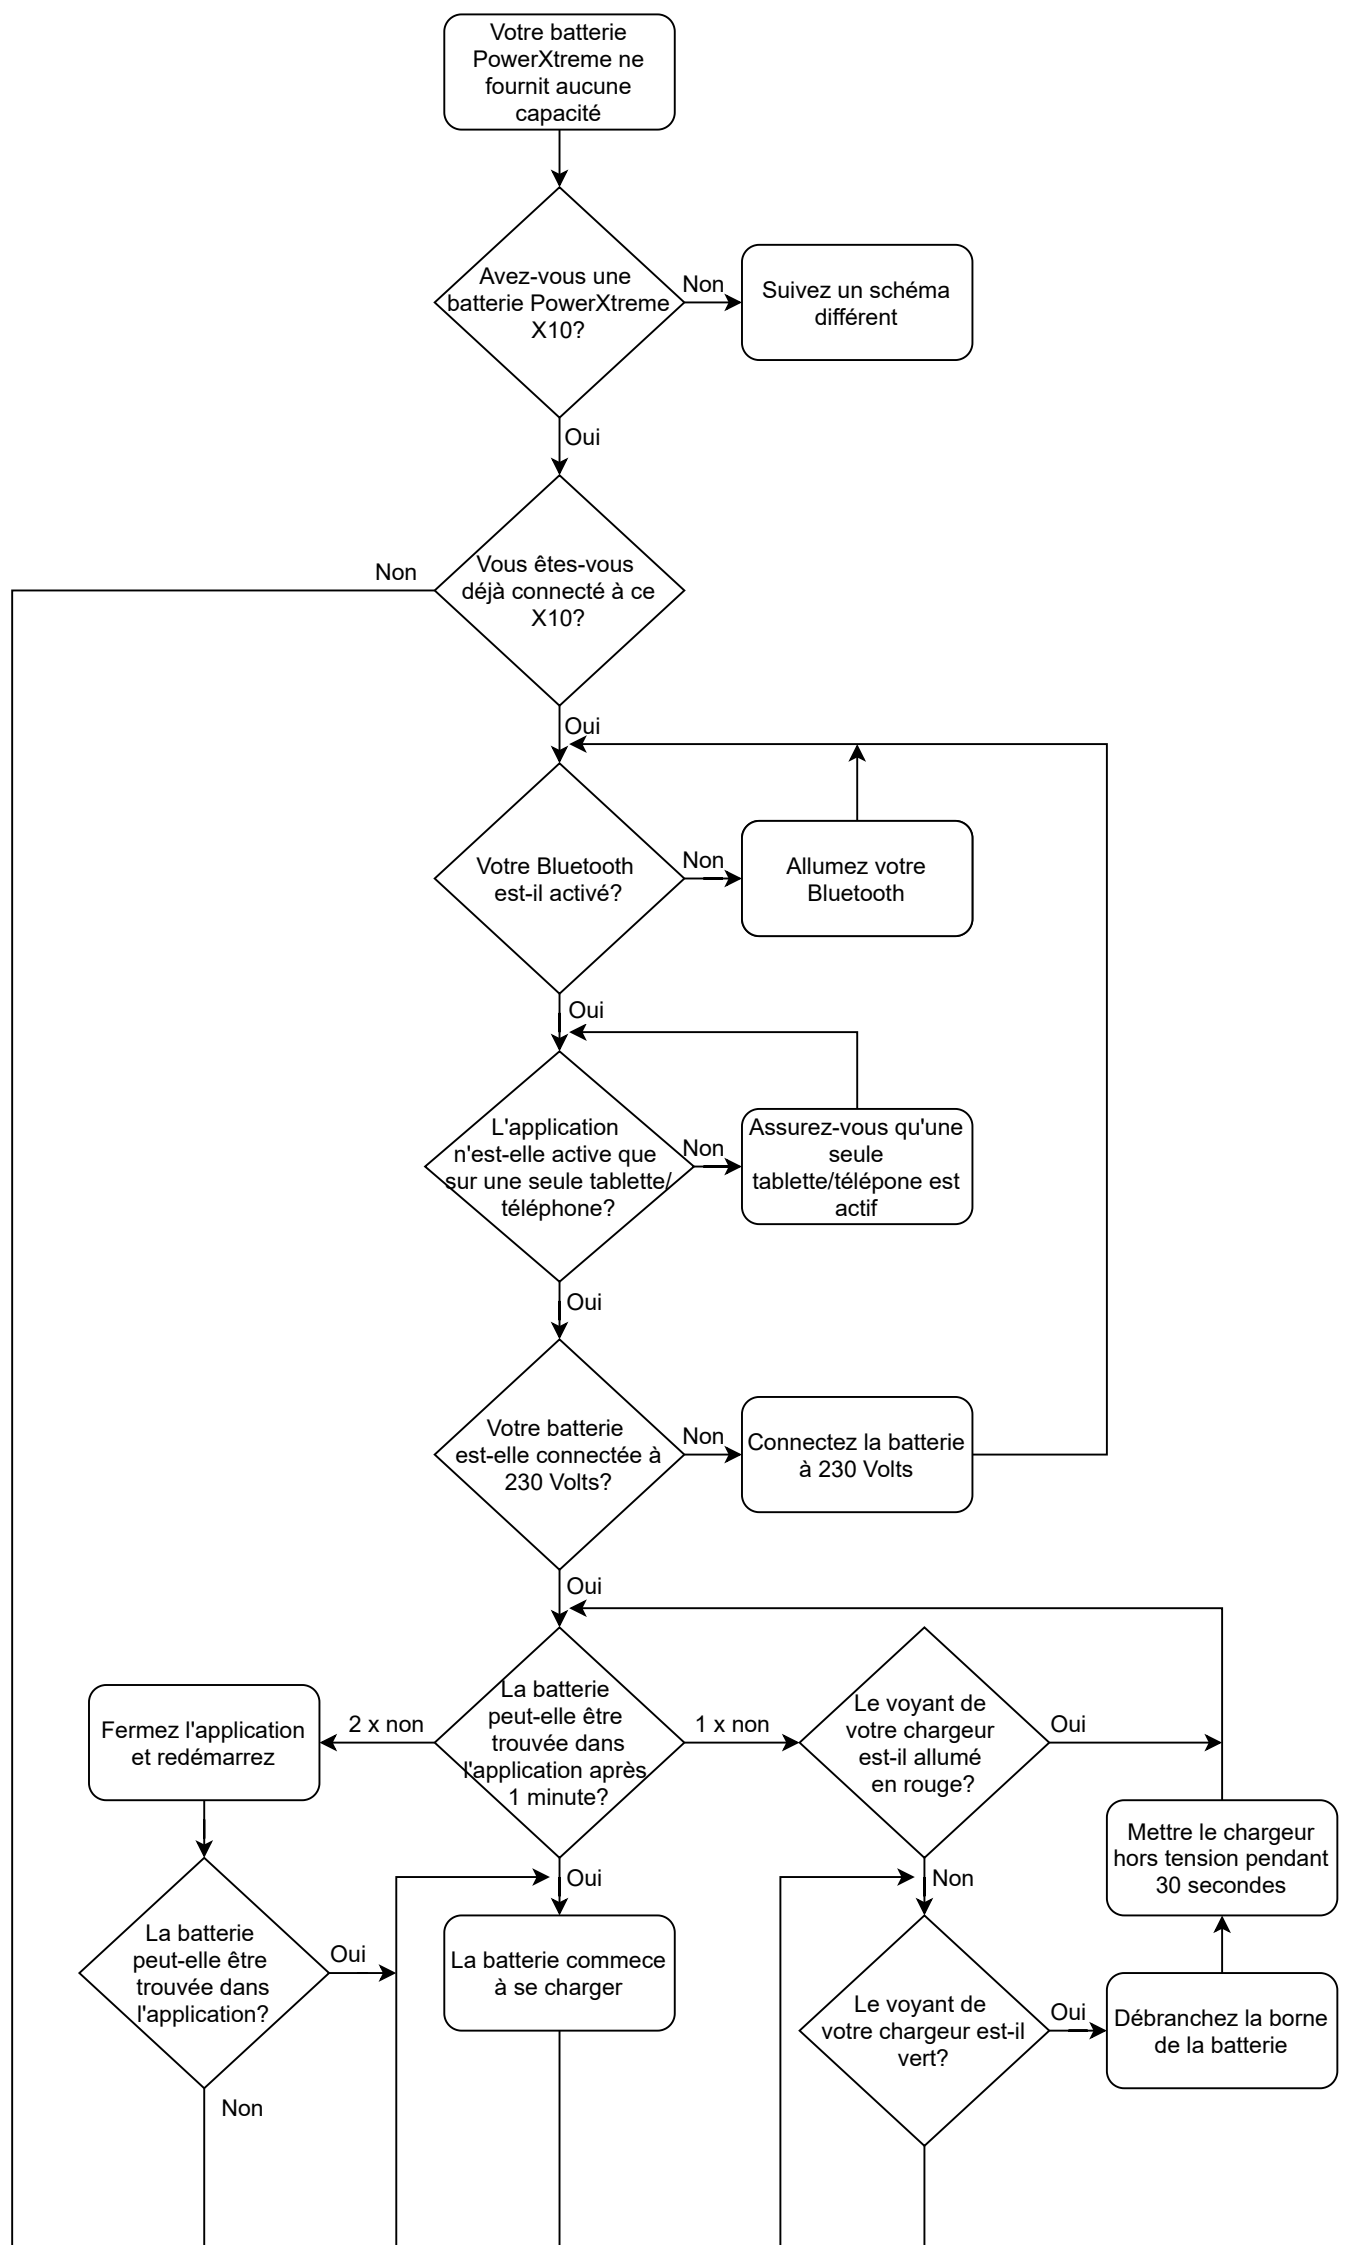 Votre batterie
PowerXtreme ne
fournit aucune
capacité
Avez-vous une
batterie PowerXtreme
X10?
Non
Suivez un schéma
différent
Oui
Vous êtes-vous
déjà connecté à ce
X10?
Non
Oui
Votre Bluetooth
est-il activé?
Non
Allumez votre
Bluetooth
Oui
L'application
n'est-elle active que
sur une seule tablette/
téléphone?
Non
Assurez-vous qu'une
seule
tablette/télépone est
actif
Oui
Votre batterie
est-elle connectée à
230 Volts?
Non
Connectez la batterie
à 230 Volts
Oui
La batterie
peut-elle être
trouvée dans
l'application après
1 minute?
2 x non
Fermez l'application
et redémarrez
1 x non
Le voyant de
votre chargeur
est-il allumé
en rouge?
Oui
Mettre le chargeur
hors tension pendant
30 secondes
Oui
Non
La batterie
peut-elle être
trouvée dans
l'application?
Oui
La batterie commece
à se charger
Le voyant de
votre chargeur est-il
vert?
Oui
Débranchez la borne
de la batterie
Non